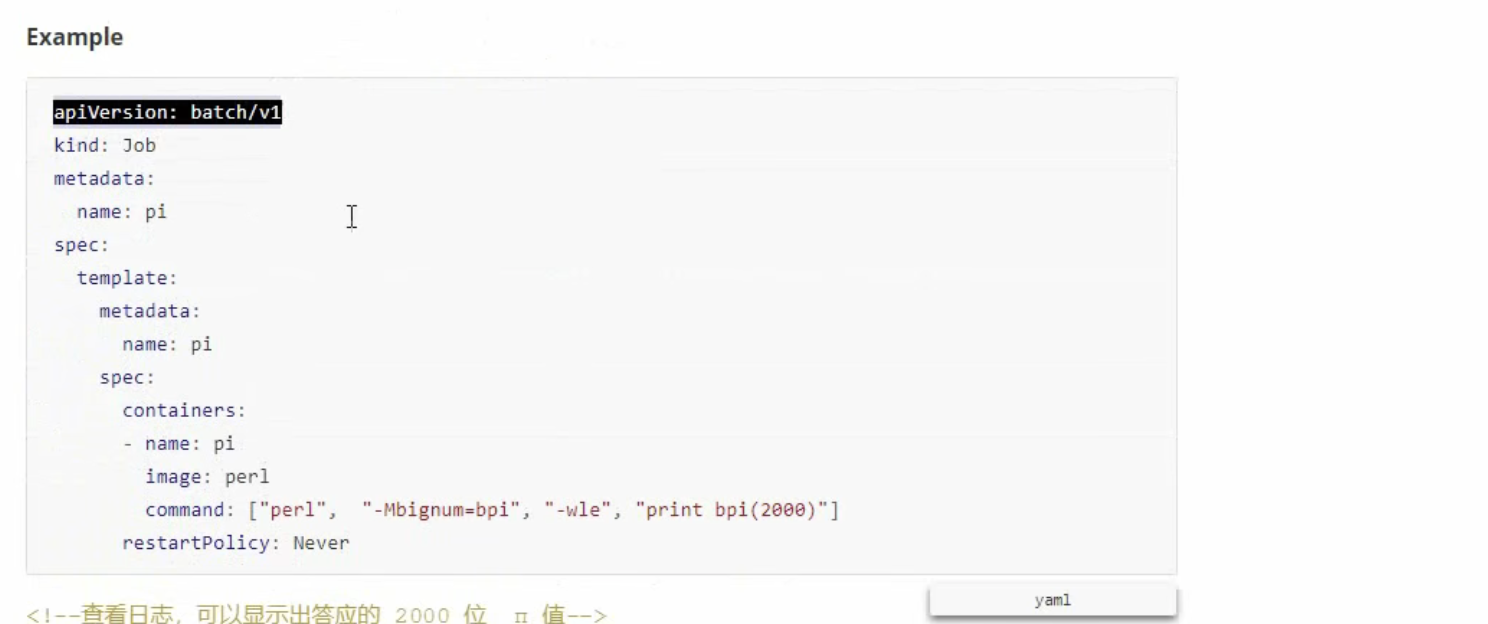 Example
apiVersion: batch/v1
kind: Job
metadata:
  name: pi
spec:
  template:
    metadata:
      name: pi
    spec:
      containers:
      - name: pi
        image: perl
        command: ["perl",  "-Mbignum=bpi", "-wle", "print bpi(2000)"]
      restartPolicy: Never
yaml
<!--查看日志，可以显示出答应的 2000 位 π 值-->